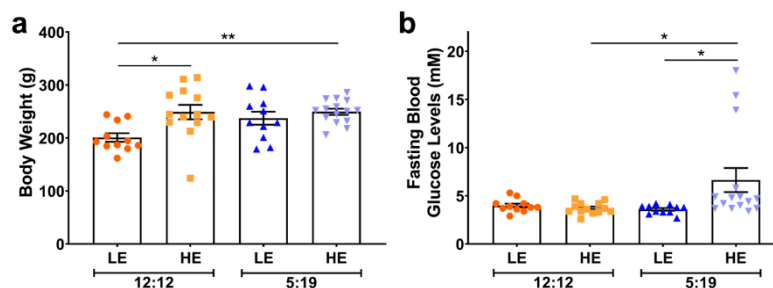 a
Body Weight (g)
400
300
200
100
0
**
*
LE
HE
LE
HE
12:12
5:19
b
Fasting Blood
Glucose Levels (mM)
20
15
10
5
0
*
*
LE
HE
LE
HE
12:12
5:19